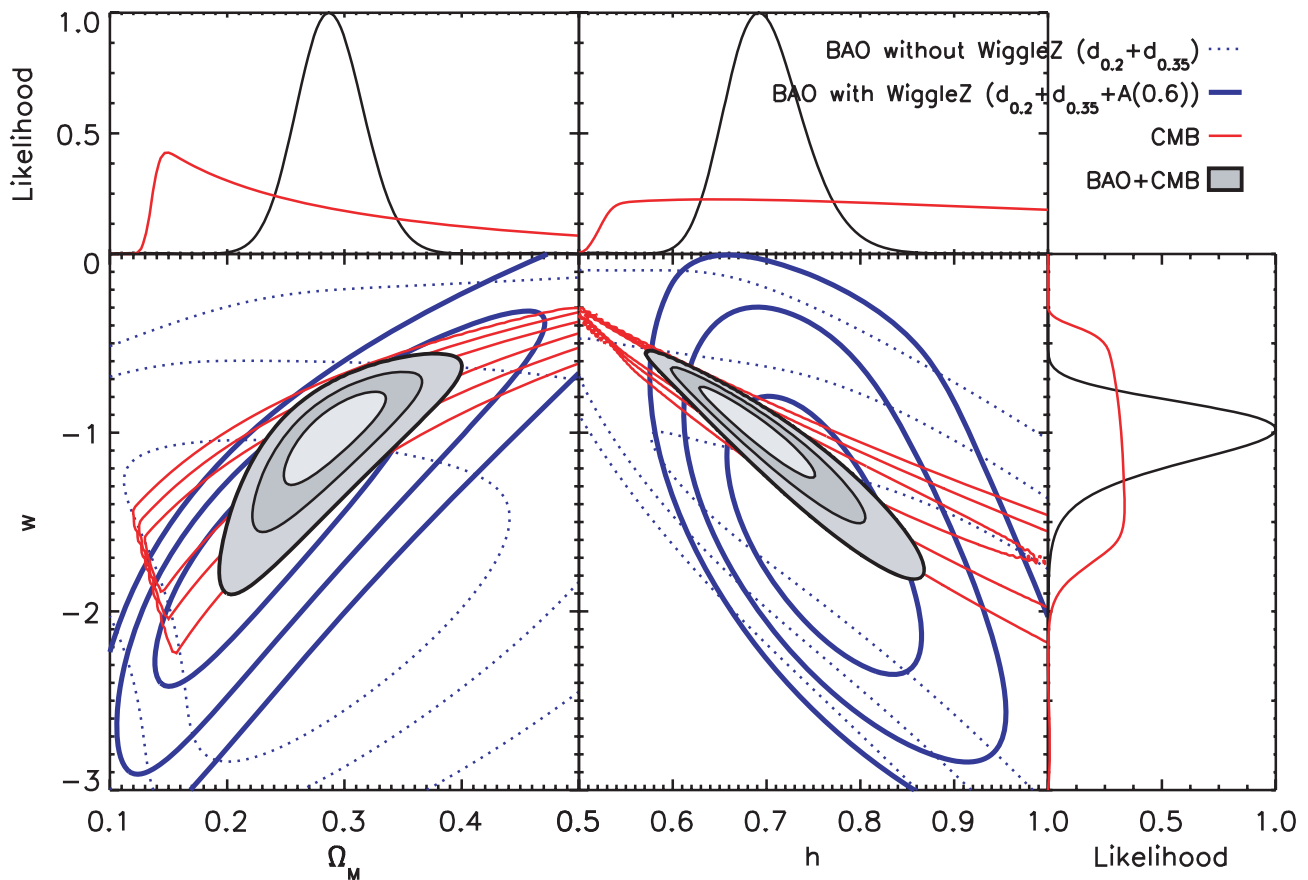 1.0
BAO without WiggleZ (d0.2+d0.35)
BAO with WiggleZ (d0.2+d0.35+A(0.6))
0.5
Likelihood
CMB
BAO+CMB
0
0
−1
w
−2
−3
0.1 0.2 0.3 0.4 0.5 0.6 0.7 0.8 0.9 1.0 0.5 1.0
ΩM h Likelihood